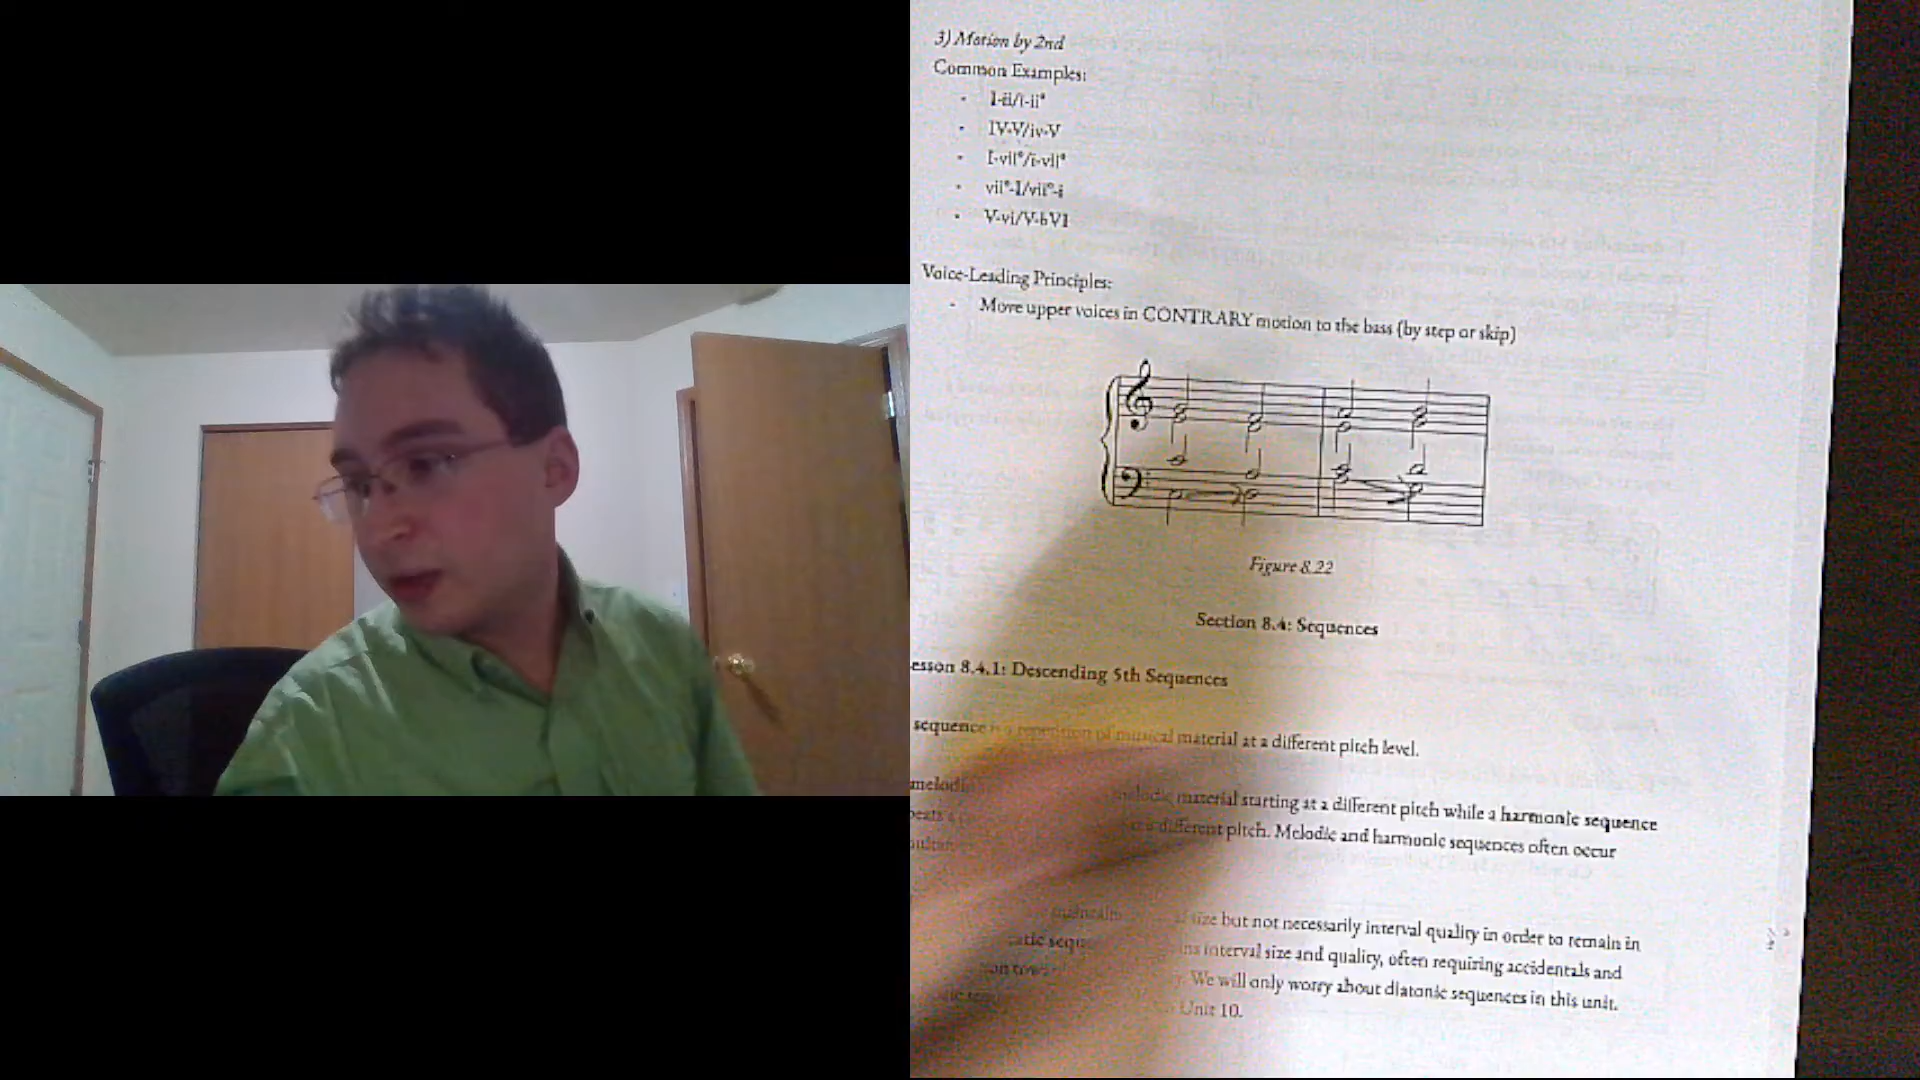 3) Motion by 2nd
Common Examples:
- I-ii/i-ii°
- IV-V/iv-V
- I-vii°/i-vii°
- vii°-I/vii°-i
- V-vi/V-bVI
Voice-Leading Principles:
- Move upper voices in CONTRARY motion to the bass (by step or skip)
Figure 8.22
Section 8.4: Sequences
esson 8.4.1: Descending 5th Sequences
sequence is a repetition of musical material at a different pitch level.
melodic material starting at a different pitch while a harmonic sequence
different pitch. Melodic and harmonic sequences often occur
size but not necessarily interval quality in order to remain in
interval size and quality, often requiring accidentals and
We will only worry about diatonic sequences in this unit.
Unit 10.